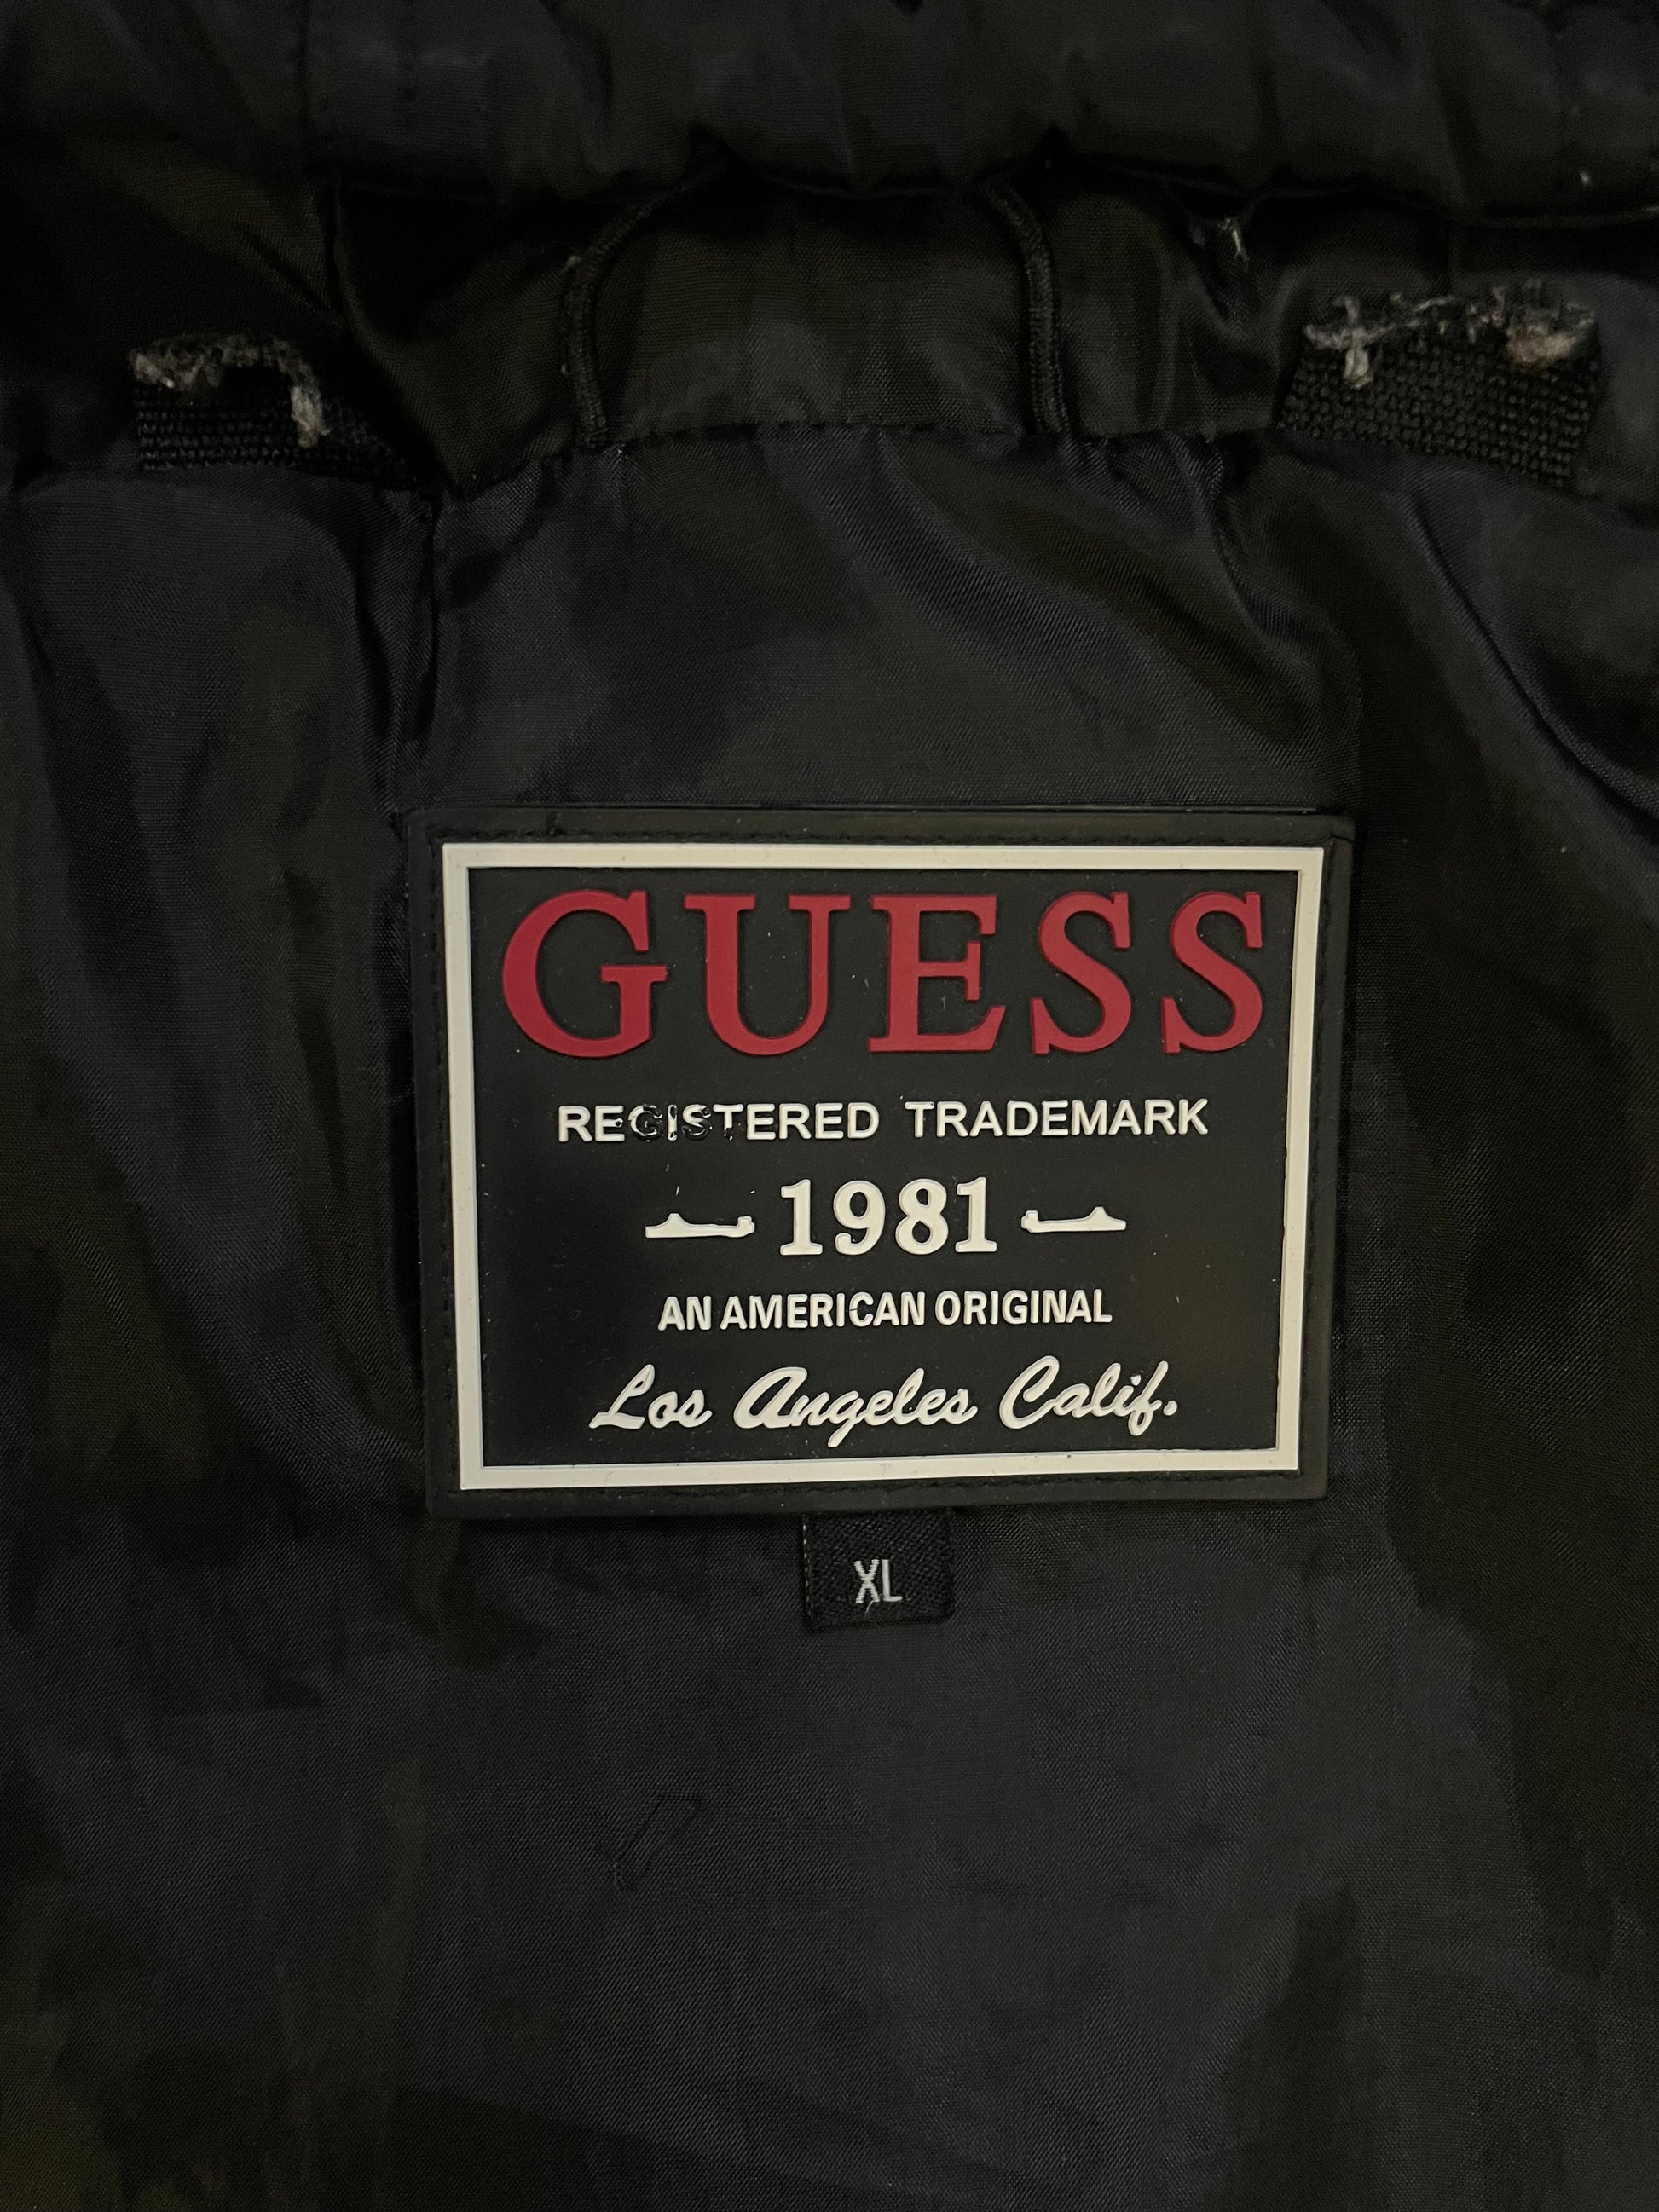 GUESS
REGISTERED TRADEMARK
1981
AN AMERICAN ORIGINAL
Los Angeles Calif.
XL